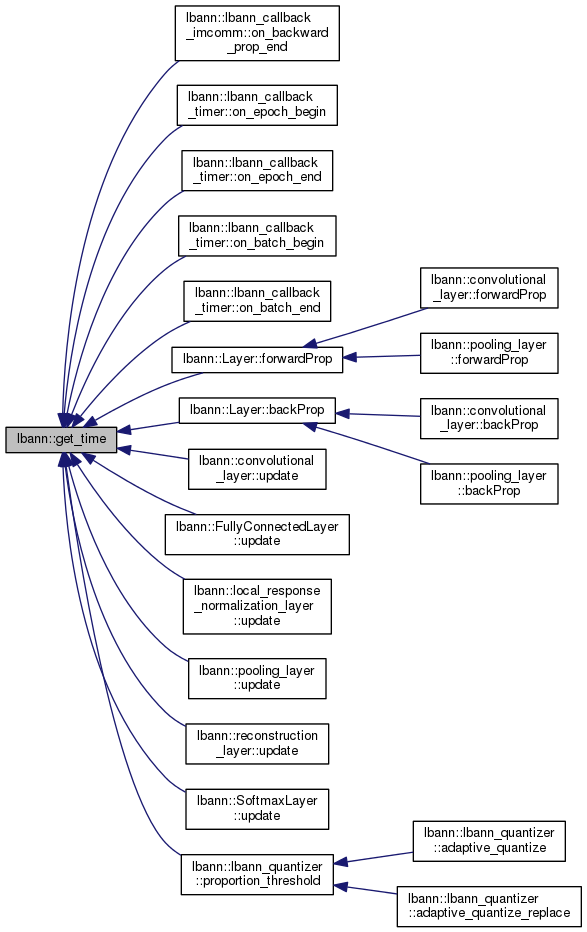 lbann::lbann_callback
_imcomm::on_backward
_prop_end
lbann::lbann_callback
_timer::on_epoch_begin
lbann::lbann_callback
_timer::on_epoch_end
lbann::lbann_callback
_timer::on_batch_begin
lbann::lbann_callback
_timer::on_batch_end
lbann::Layer::forwardProp
lbann::convolutional
_layer::forwardProp
lbann::pooling_layer
::forwardProp
lbann::Layer::backProp
lbann::convolutional
_layer::backProp
lbann::pooling_layer
::backProp
lbann::get_time
lbann::convolutional
_layer::update
lbann::FullyConnectedLayer
::update
lbann::local_response
_normalization_layer
::update
lbann::pooling_layer
::update
lbann::reconstruction
_layer::update
lbann::SoftmaxLayer
::update
lbann::lbann_quantizer
::proportion_threshold
lbann::lbann_quantizer
::adaptive_quantize
lbann::lbann_quantizer
::adaptive_quantize_replace